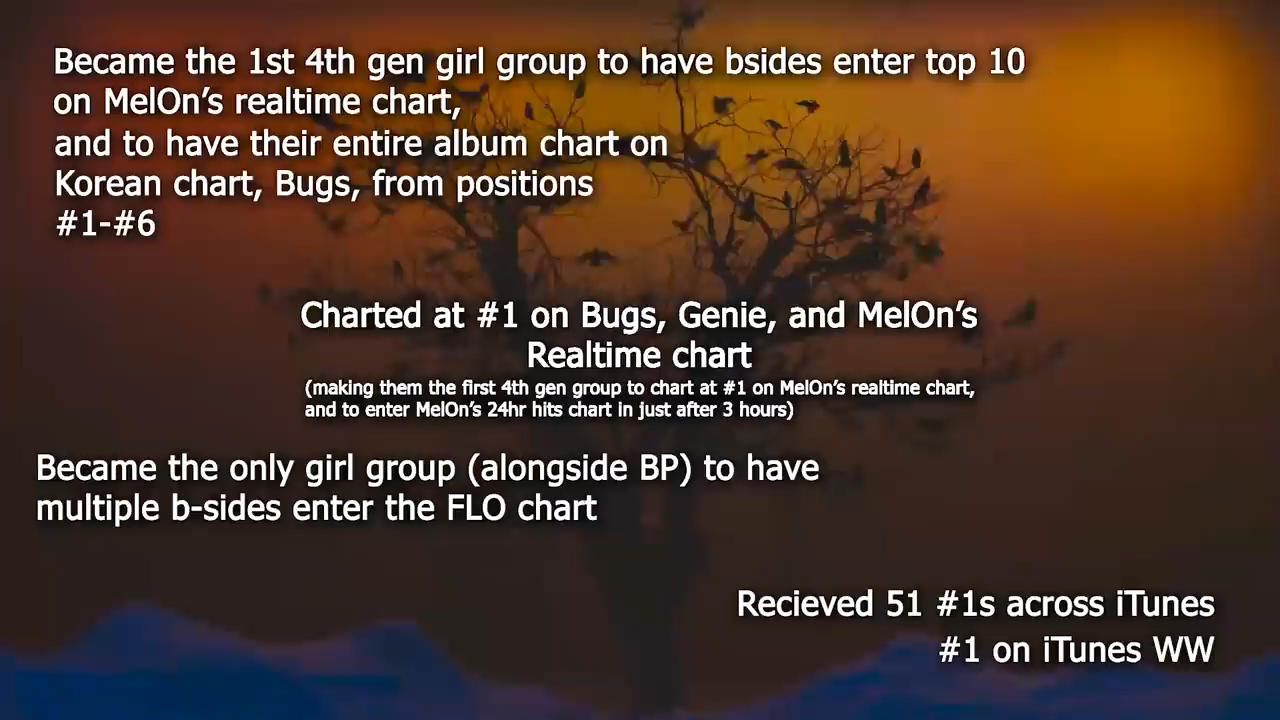 Became the 1st 4th gen girl group to have bsides enter top 10
on MelOn’s realtime chart,
and to have their entire album chart on
Korean chart, Bugs, from positions
#1-#6
Charted at #1 on Bugs, Genie, and MelOn’s
Realtime chart
(making them the first 4th gen group to chart at #1 on MelOn’s realtime chart,
and to enter MelOn’s 24hr hits chart in just after 3 hours)
Became the only girl group (alongside BP) to have
multiple b-sides enter the FLO chart
Recieved 51 #1s across iTunes
#1 on iTunes WW